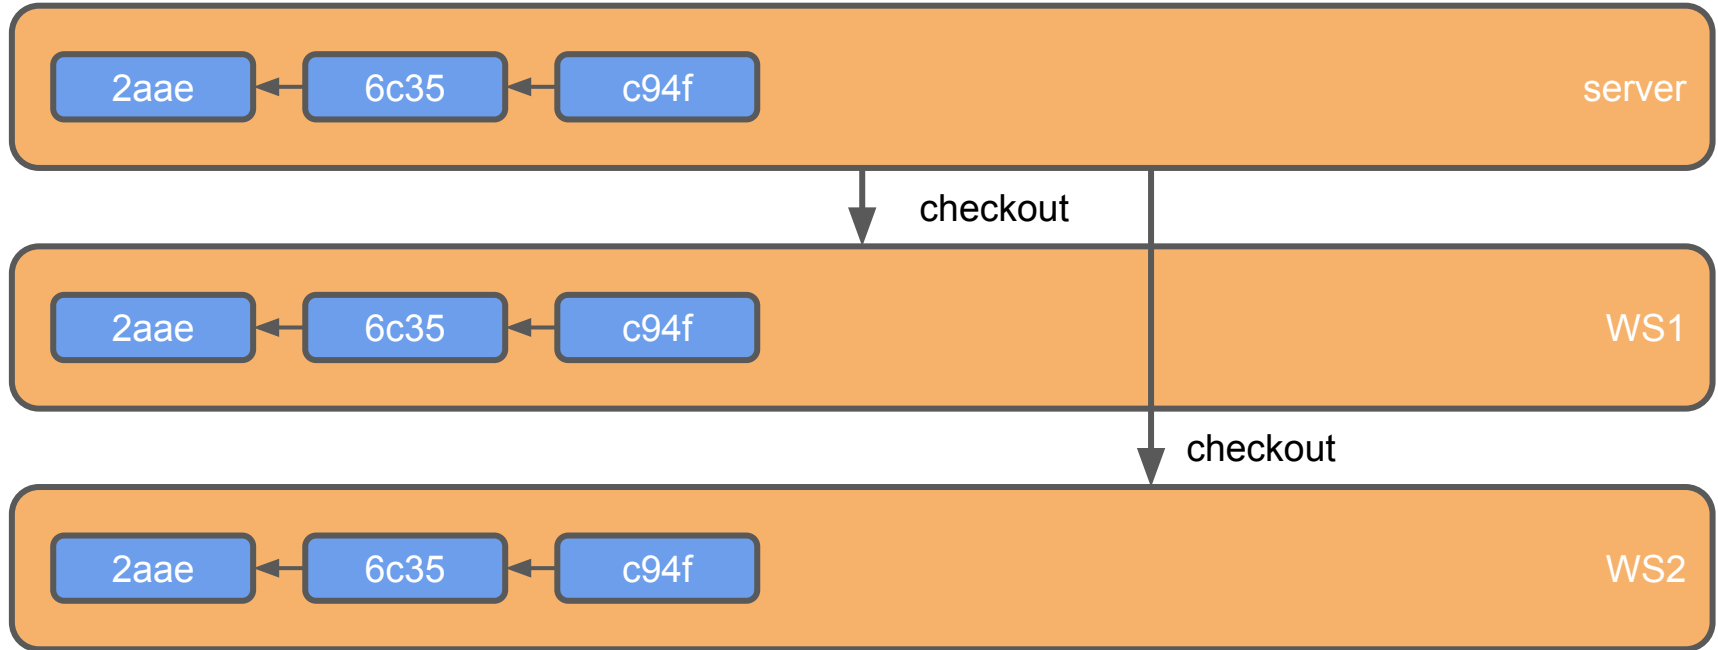 2aae 6c35 c94f server
checkout
2aae 6c35 c94f WS1
checkout
2aae 6c35 c94f WS2